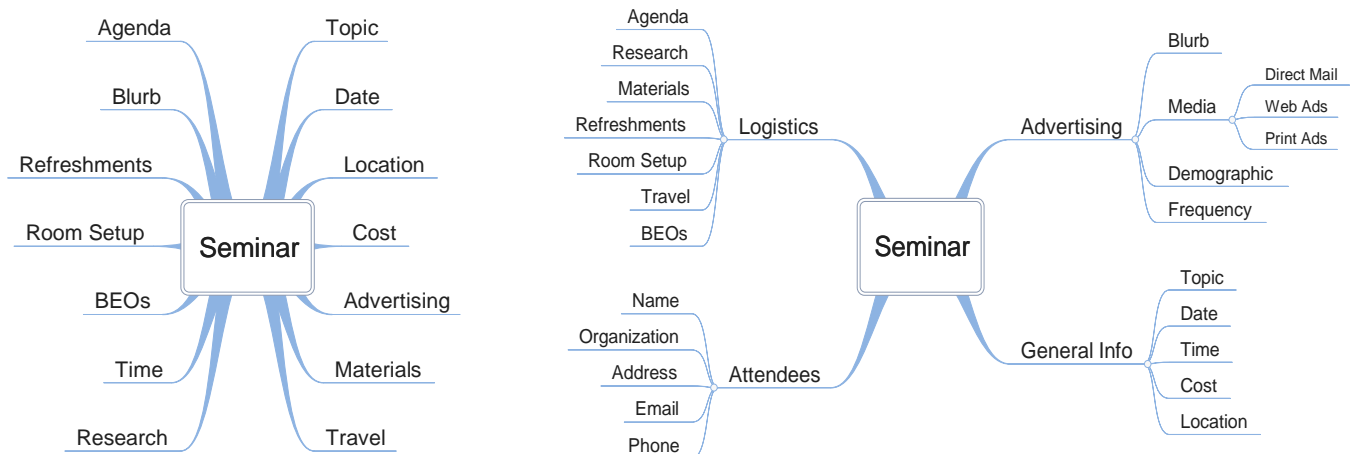 Agenda
Topic
Blurb
Date
Refreshments
Location
Room Setup
Seminar
Cost
BEOs
Advertising
Time
Materials
Research
Travel
Agenda
Research
Materials
Refreshments
Room Setup
Travel
BEOs
Logistics
Name
Organization
Address
Email
Phone
Attendees
Seminar
Advertising
Blurb
Media
Direct Mail
Web Ads
Print Ads
Demographic
Frequency
General Info
Topic
Date
Time
Cost
Location